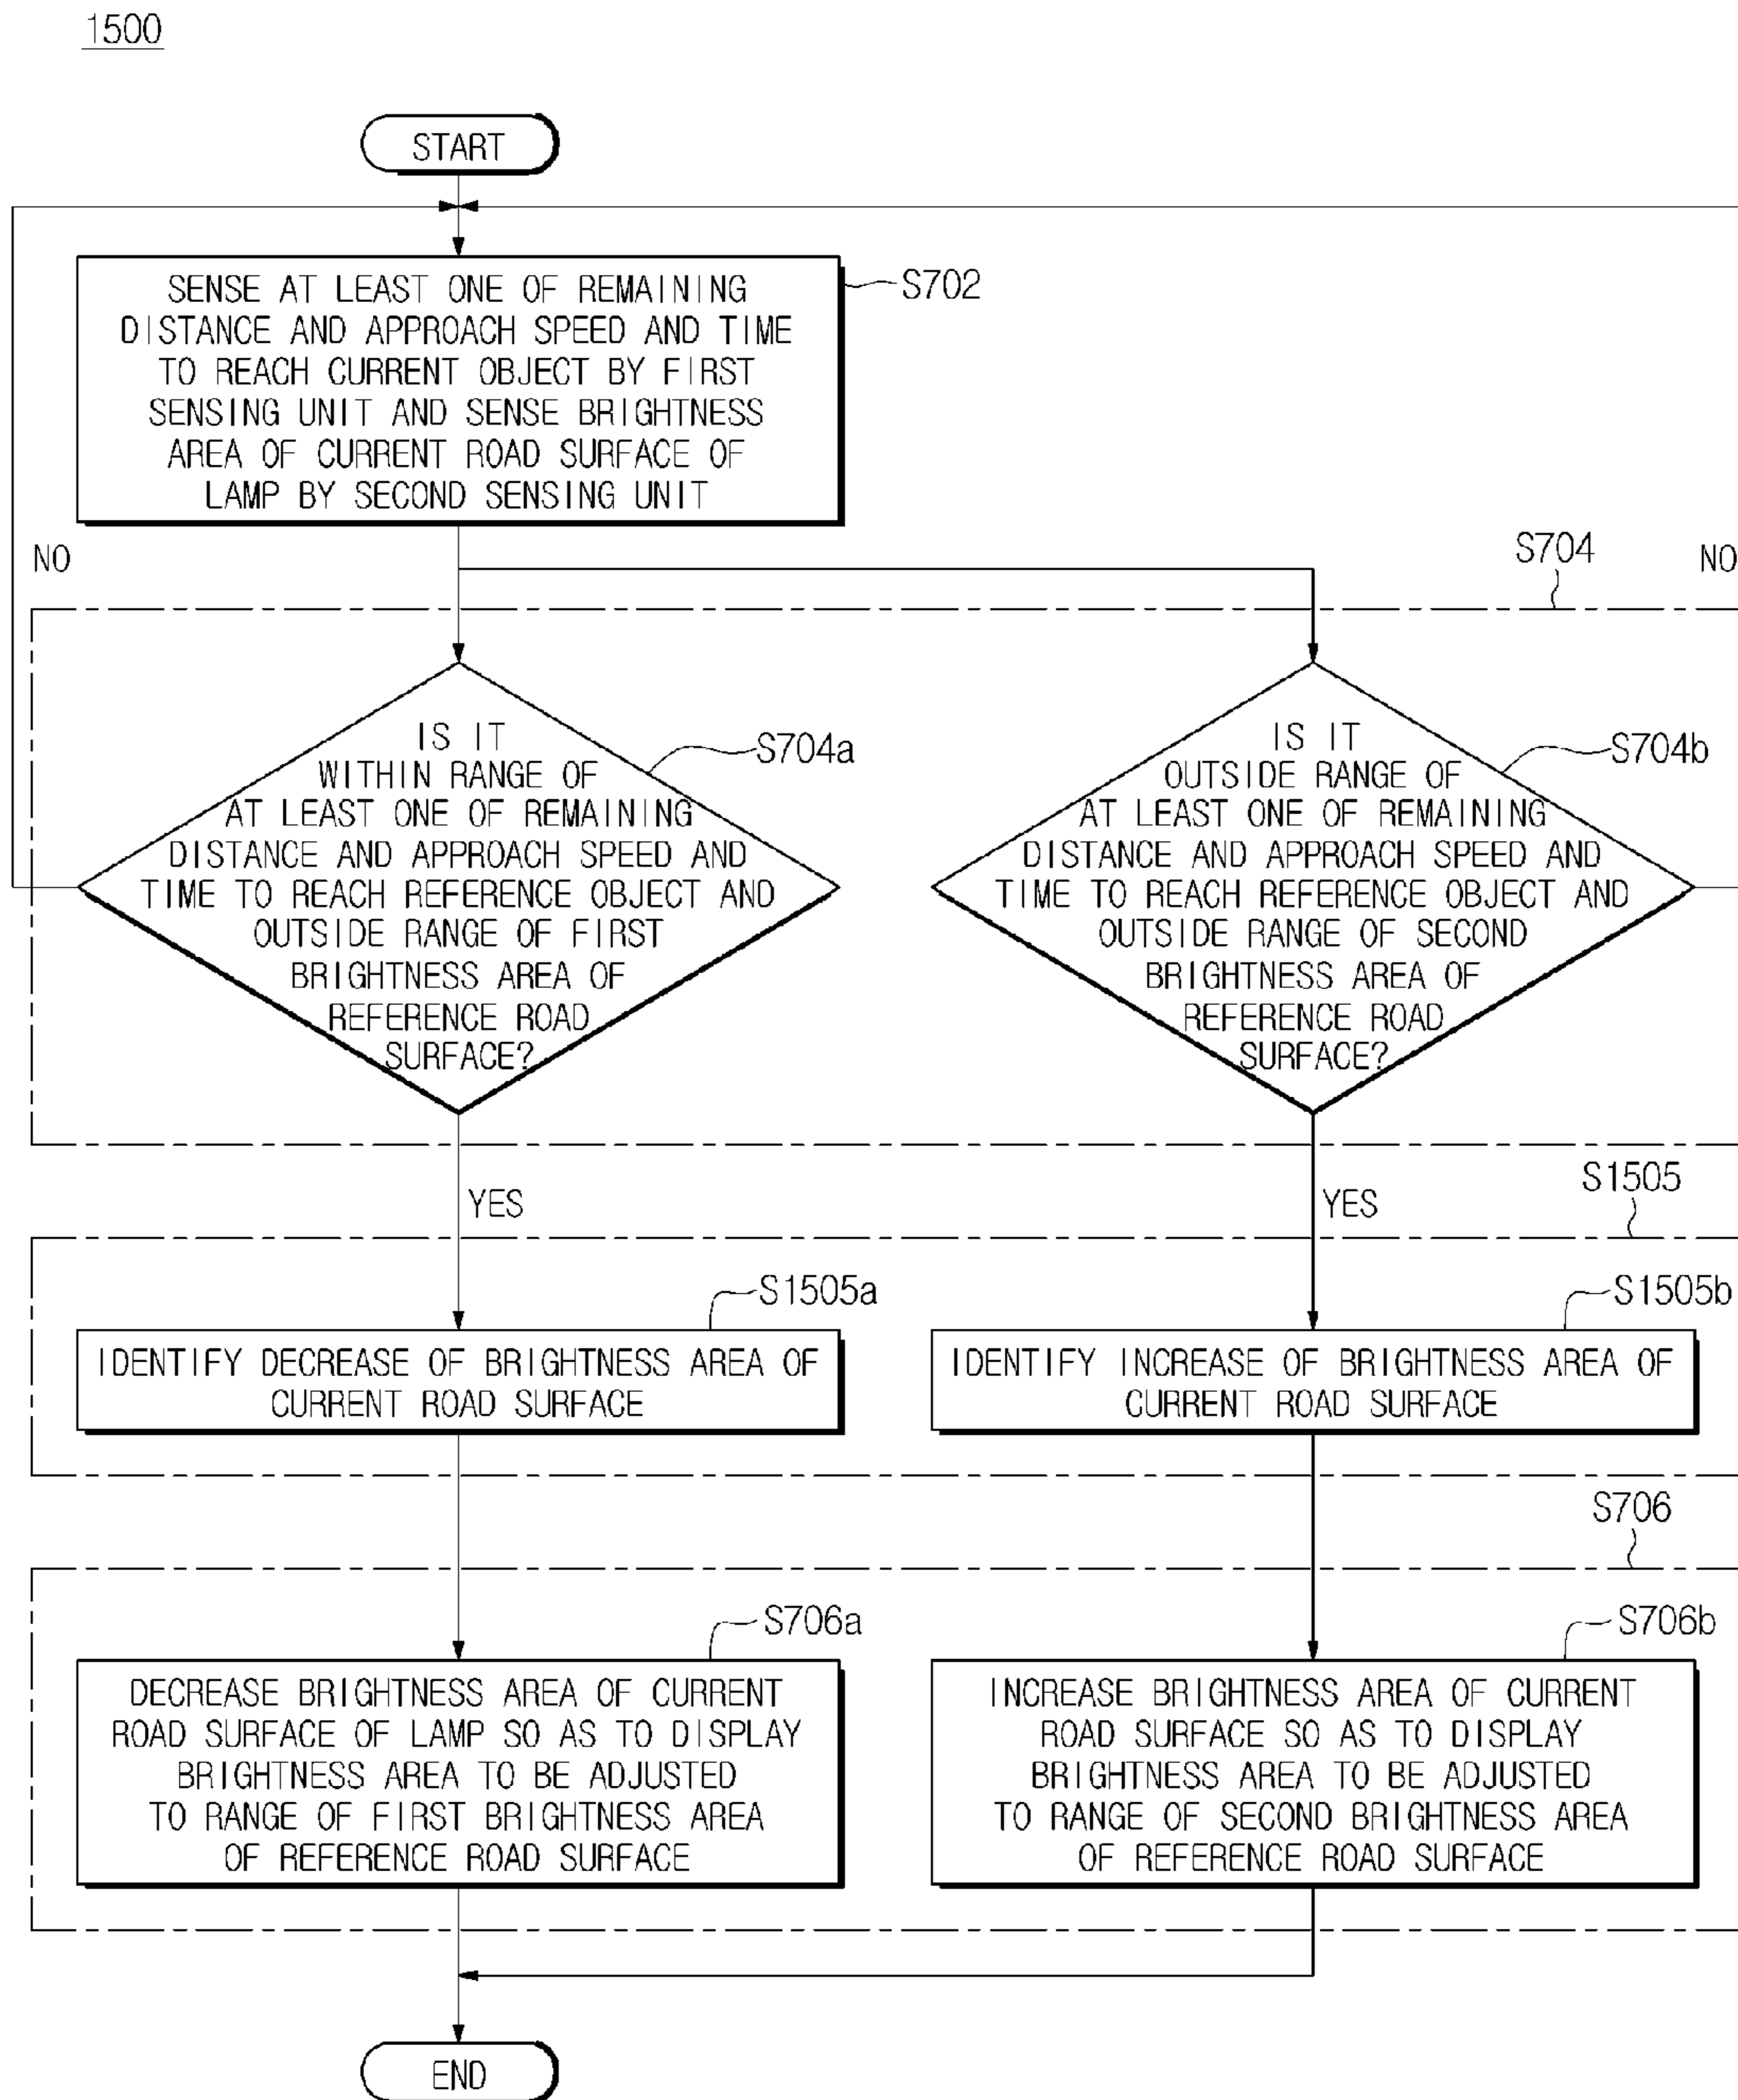 1500
START
SENSE AT LEAST ONE OF REMAINING
DISTANCE AND APPROACH SPEED AND TIME
TO REACH CURRENT OBJECT BY FIRST
SENSING UNIT AND SENSE BRIGHTNESS
AREA OF CURRENT ROAD SURFACE OF
LAMP BY SECOND SENSING UNIT
S702
NO
S704
NO
IS IT
WITHIN RANGE OF
AT LEAST ONE OF REMAINING
DISTANCE AND APPROACH SPEED AND
TIME TO REACH REFERENCE OBJECT AND
OUTSIDE RANGE OF FIRST
BRIGHTNESS AREA OF
REFERENCE ROAD
SURFACE?
S704a
IS IT
OUTSIDE RANGE OF
AT LEAST ONE OF REMAINING
DISTANCE AND APPROACH SPEED AND
TIME TO REACH REFERENCE OBJECT AND
OUTSIDE RANGE OF SECOND
BRIGHTNESS AREA OF
REFERENCE ROAD
SURFACE?
S704b
YES
YES
S1505
S1505a
IDENTIFY DECREASE OF BRIGHTNESS AREA OF
CURRENT ROAD SURFACE
S1505b
IDENTIFY INCREASE OF BRIGHTNESS AREA OF
CURRENT ROAD SURFACE
S706
S706a
DECREASE BRIGHTNESS AREA OF CURRENT
ROAD SURFACE OF LAMP SO AS TO DISPLAY
BRIGHTNESS AREA TO BE ADJUSTED
TO RANGE OF FIRST BRIGHTNESS AREA
OF REFERENCE ROAD SURFACE
S706b
INCREASE BRIGHTNESS AREA OF CURRENT
ROAD SURFACE SO AS TO DISPLAY
BRIGHTNESS AREA TO BE ADJUSTED
TO RANGE OF SECOND BRIGHTNESS AREA
OF REFERENCE ROAD SURFACE
END